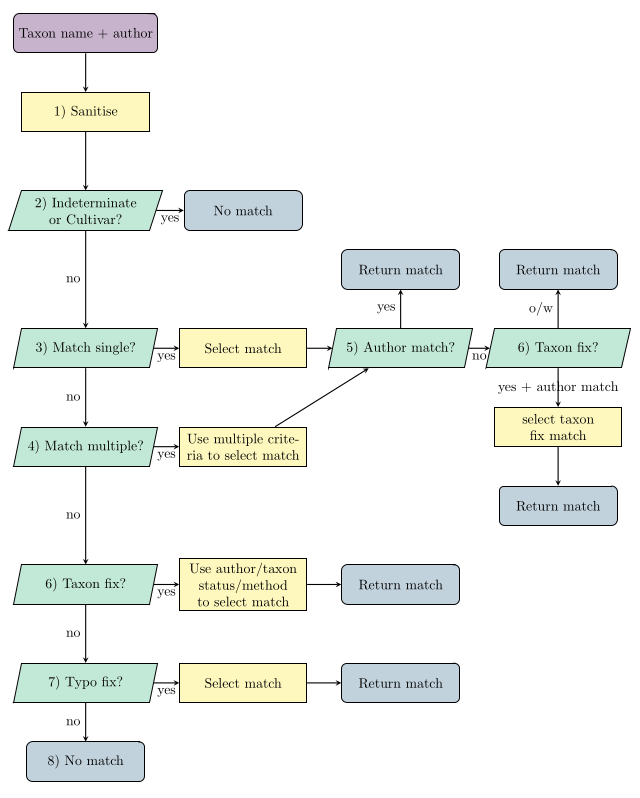 Taxon name + author
1) Sanitise
2) Indeterminate
or Cultivar?
yes
No match
no
Return match
Return match
yes
o/w
3) Match single?
yes
Select match
5) Author match?
no
6) Taxon fix?
no
yes + author match
4) Match multiple?
yes
Use multiple crite-
ria to select match
select taxon
fix match
no
Return match
6) Taxon fix?
yes
Use author/taxon
status/method
to select match
Return match
no
7) Typo fix?
yes
Select match
Return match
no
8) No match